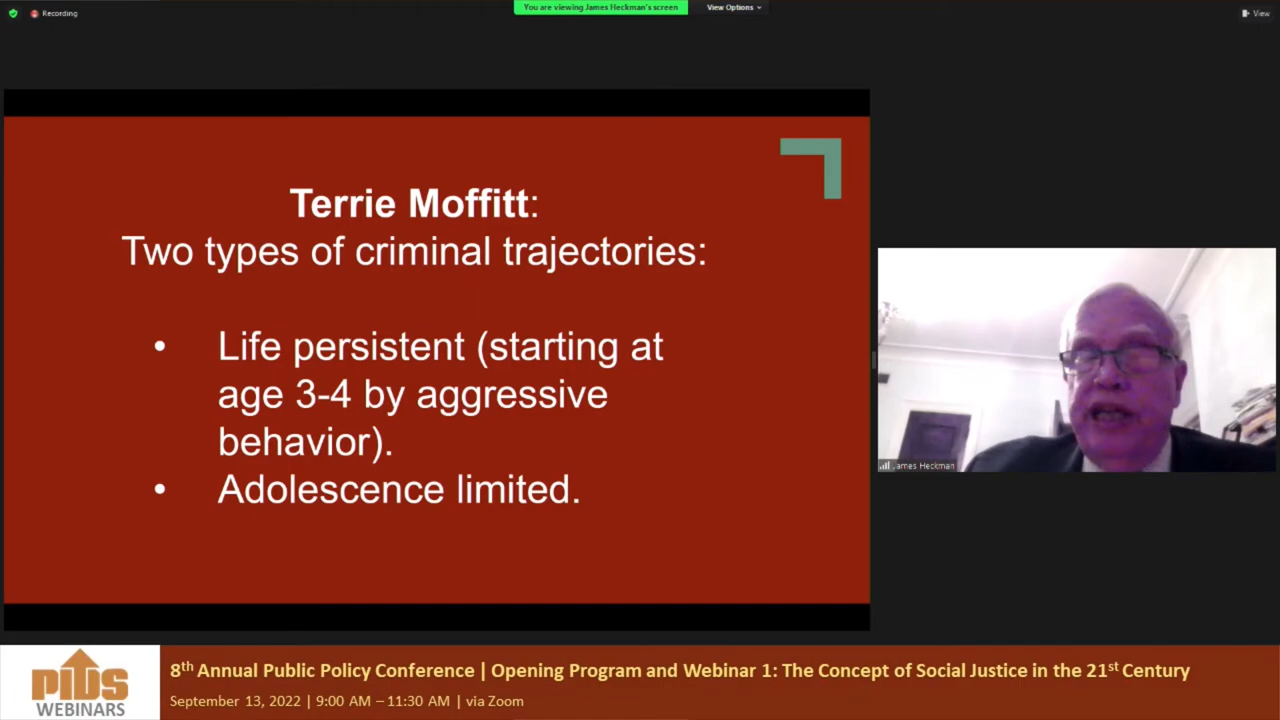 Recording
You are viewing James Heckman's screen
View Options
View
Terrie Moffitt:
Two types of criminal trajectories:
• Life persistent (starting at
age 3-4 by aggressive
behavior).
• Adolescence limited.
James Heckman
PIDS
WEBINARS
8th Annual Public Policy Conference | Opening Program and Webinar 1: The Concept of Social Justice in the 21st Century
September 13, 2022 | 9:00 AM – 11:30 AM | via Zoom